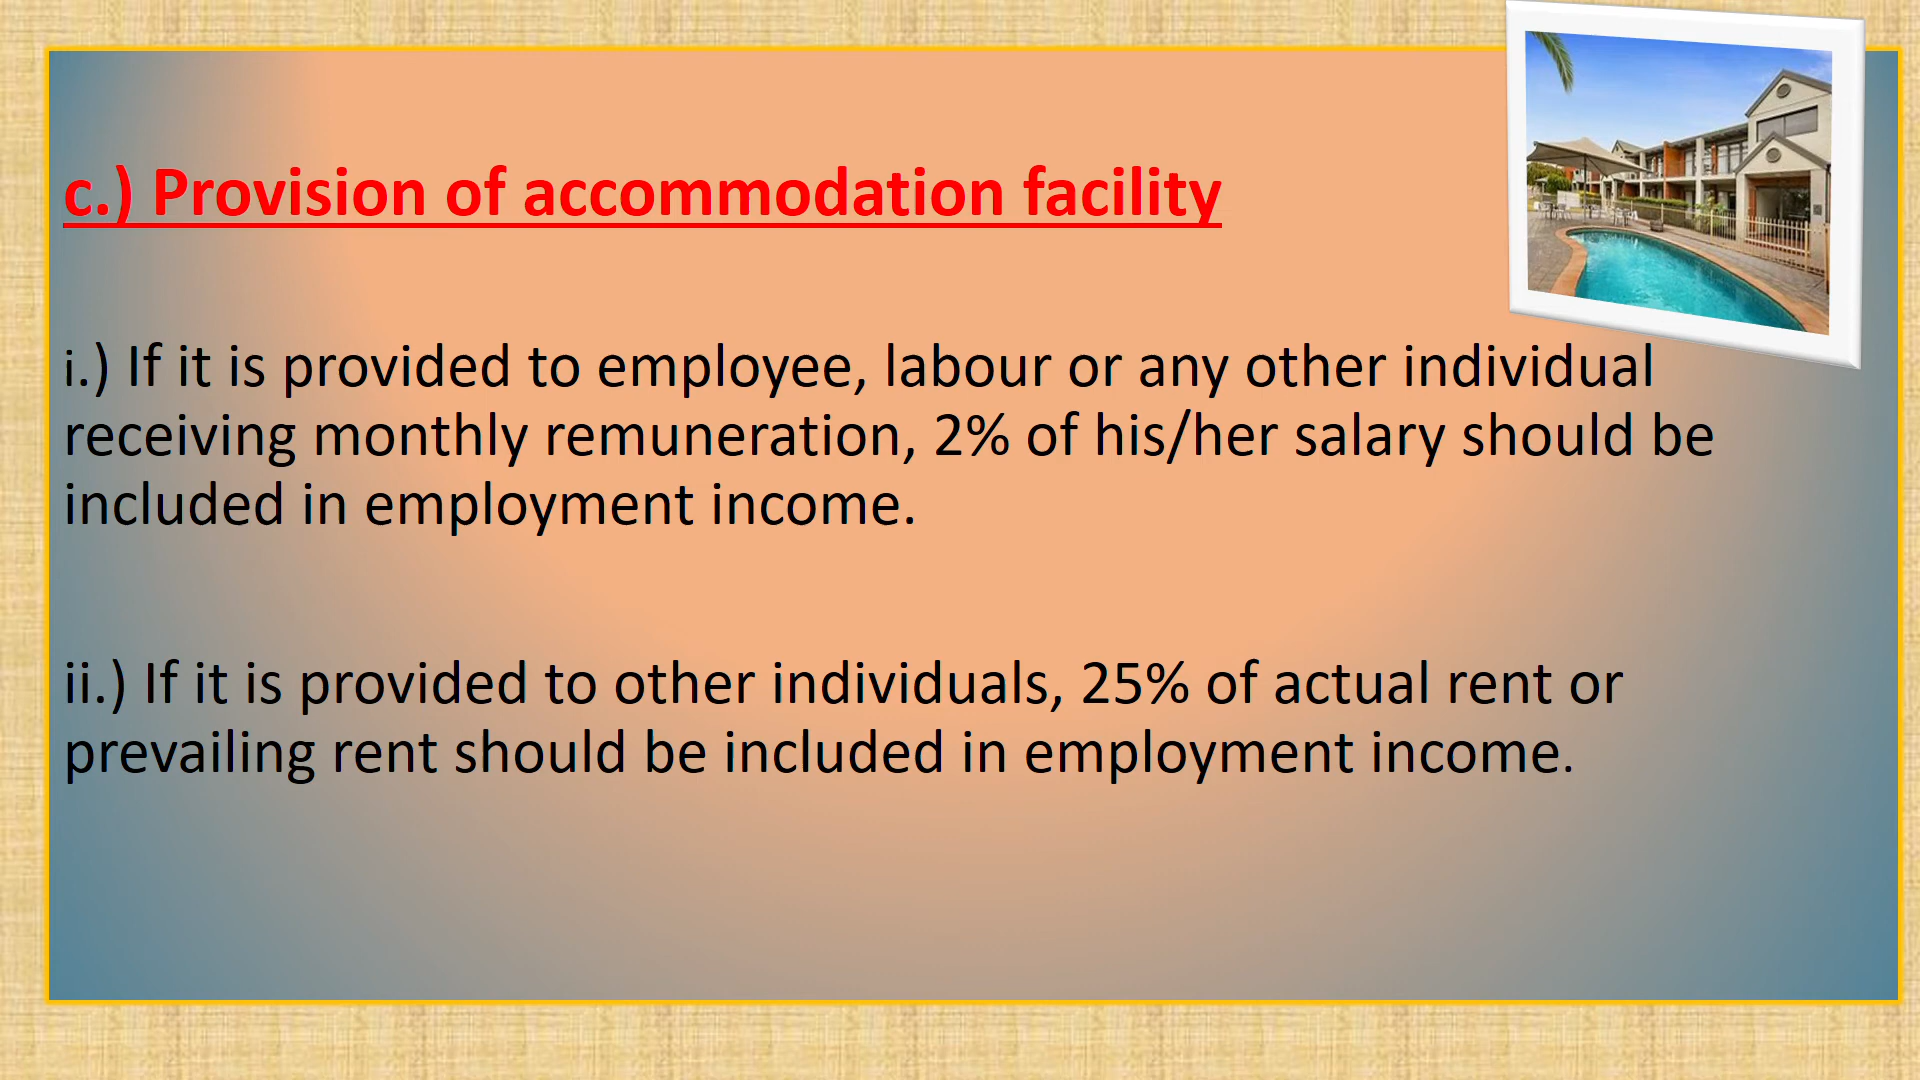 c.) Provision of accommodation facility
i.) If it is provided to employee, labour or any other individual
receiving monthly remuneration, 2% of his/her salary should be
included in employment income.
ii.) If it is provided to other individuals, 25% of actual rent or
prevailing rent should be included in employment income.